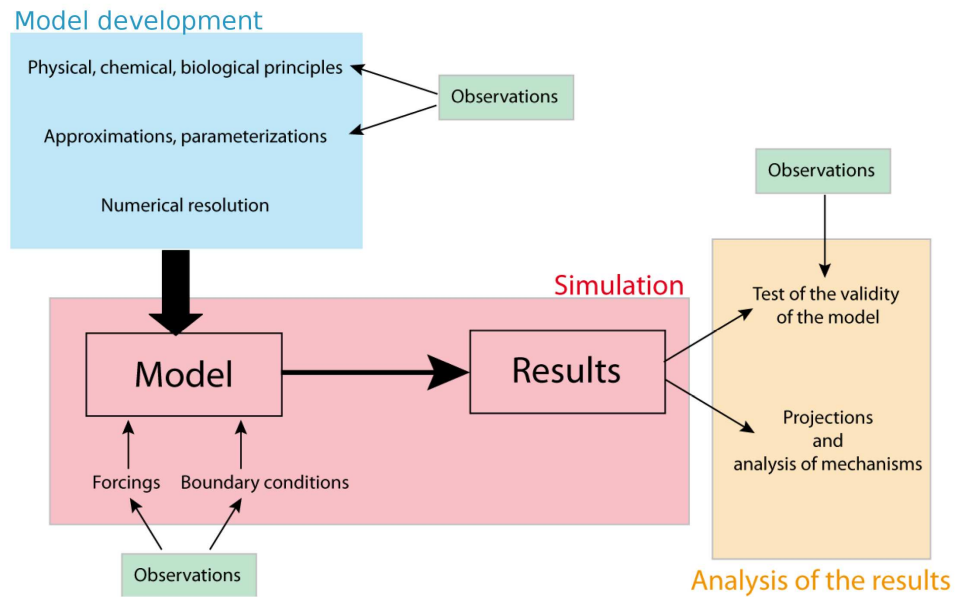 Model development
Physical, chemical, biological principles
Observations
Approximations, parameterizations
Numerical resolution
Observations
Simulation
Test of the validity
of the model
Model
Results
Projections
and
analysis of mechanisms
Forcings
Boundary conditions
Observations
Analysis of the results